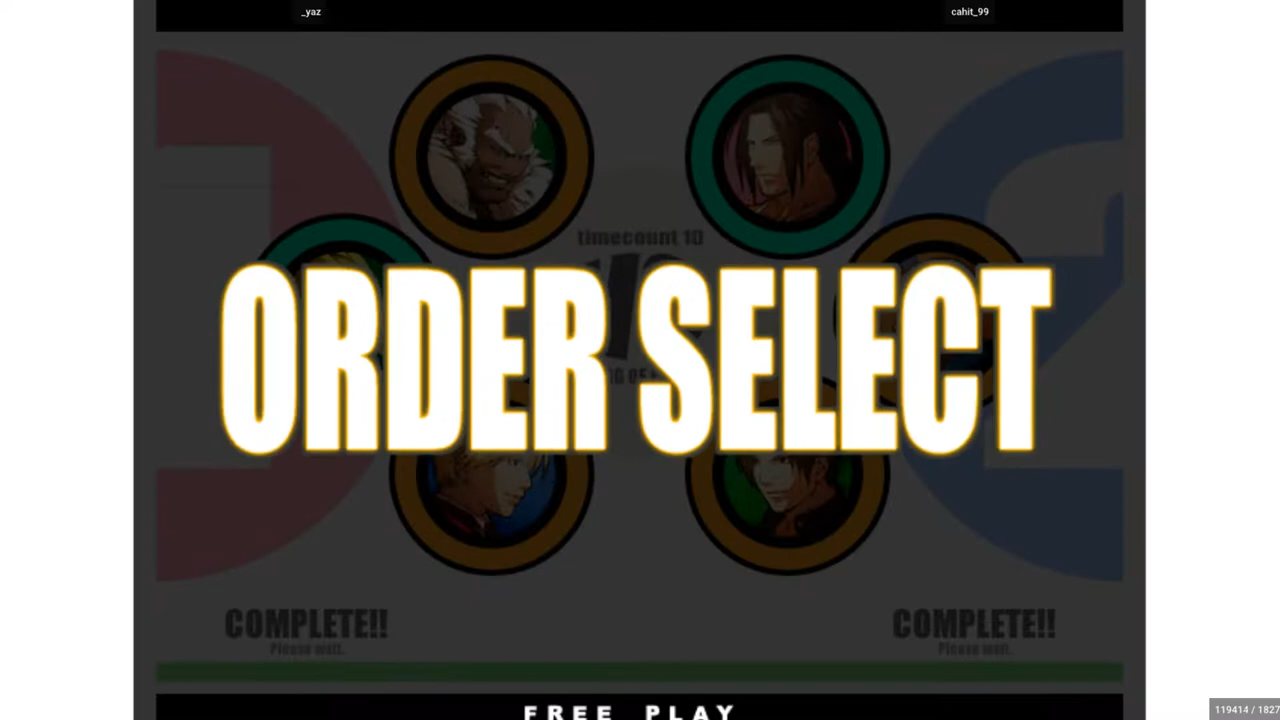 _yaz
cahit_99
timecount 10
ORDER SELECT
COMPLETE!!
COMPLETE!!
Please wait.
Please wait.
FREE PLAY
119414 / 1827